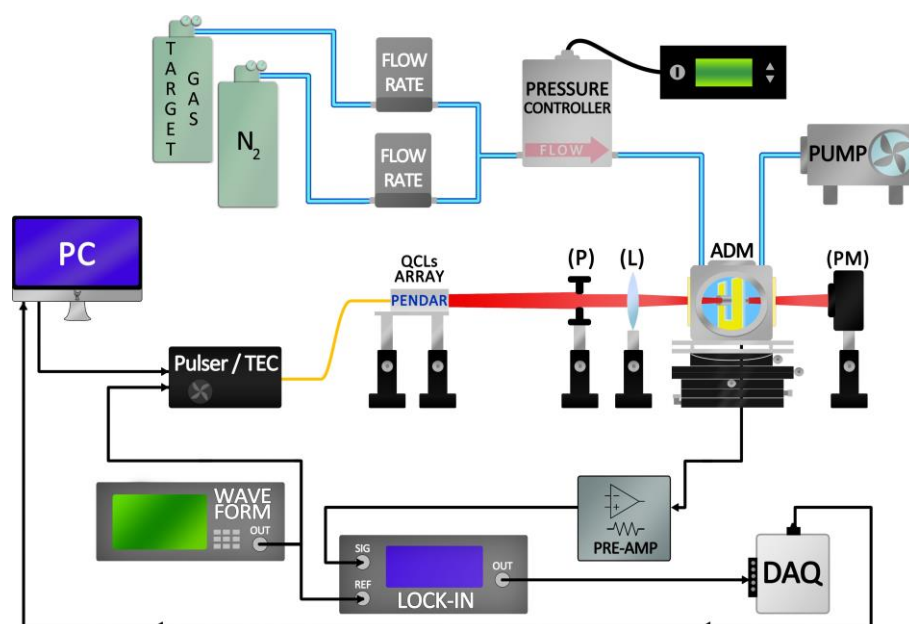 TARGET
GAS
N2
FLOW
RATE
FLOW
RATE
PRESSURE
CONTROLLER
FLOW
PUMP
PC
QCLs
ARRAY
PENDAR
(P)
(L)
ADM
(PM)
Pulser / TEC
WAVE
FORM
OUT
SIG
REF
OUT
LOCK-IN
PRE-AMP
DAQ